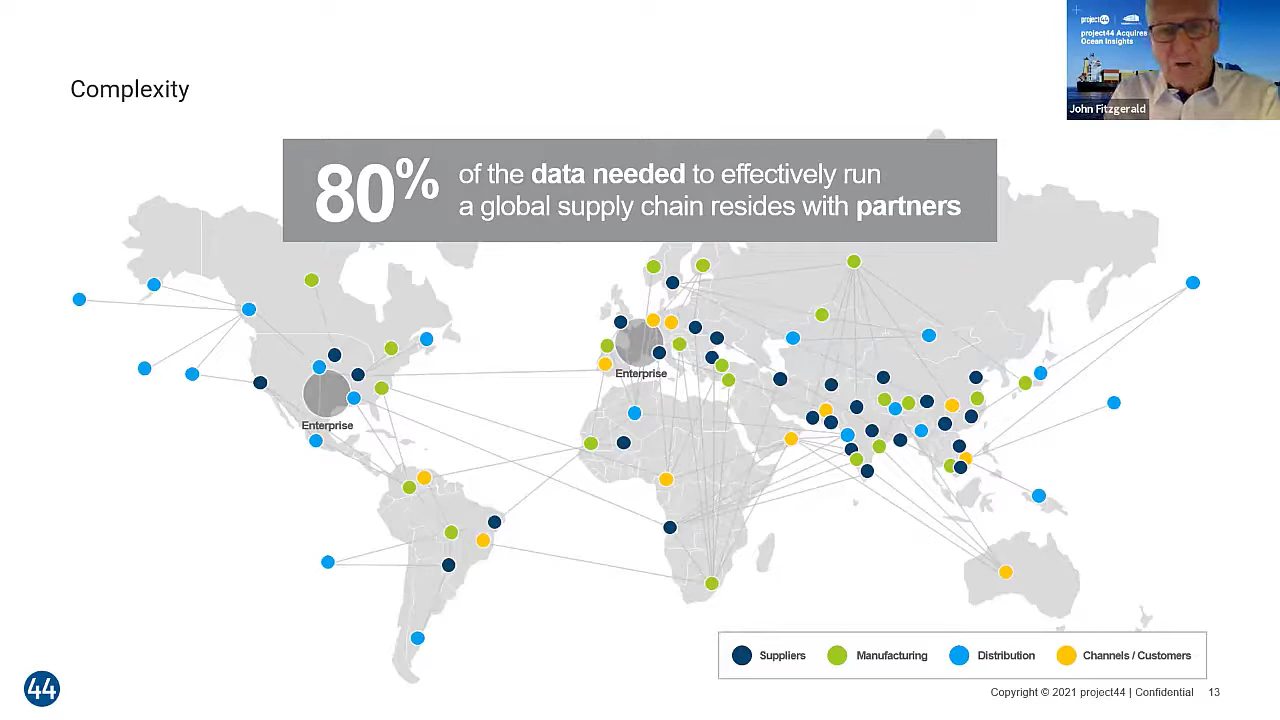 project44
project44 Acquires
Ocean Insights
John Fitzgerald
Complexity
80%
of the data needed to effectively run
a global supply chain resides with partners
Enterprise
Enterprise
Suppliers
Manufacturing
Distribution
Channels / Customers
44
Copyright © 2021 project44 | Confidential 13